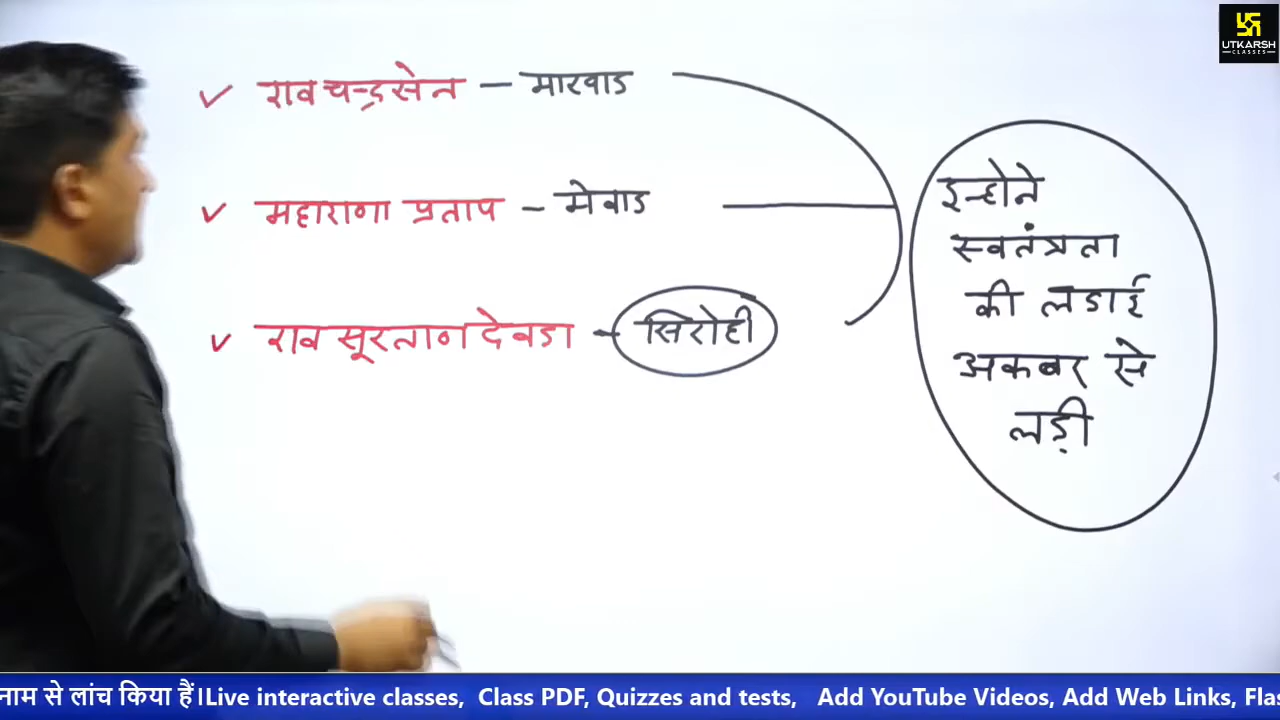 UTKARSH
CLASSES
राव चन्द्रसेन - मारवाड
महाराणा प्रताप - मेवाड
राव सूरताण देवडा - सिरोही
इन्होने
स्वतंत्रता
की लडाई
अकबर से
लड़ी
नाम से लांच किया हैं।Live interactive classes, Class PDF, Quizzes and tests, Add YouTube Videos, Add Web Links, Flas